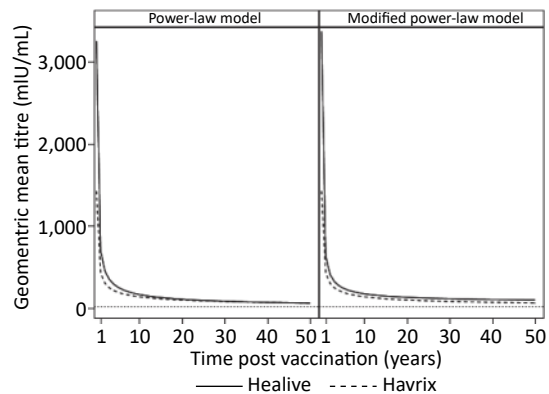 Power-law model
Modified power-law model
Geomentric mean titre (mIU/mL)
3,000
2,000
1,000
0
1 10 20 30 40 50 1 10 20 30 40 50
Time post vaccination (years)
Healive Havrix